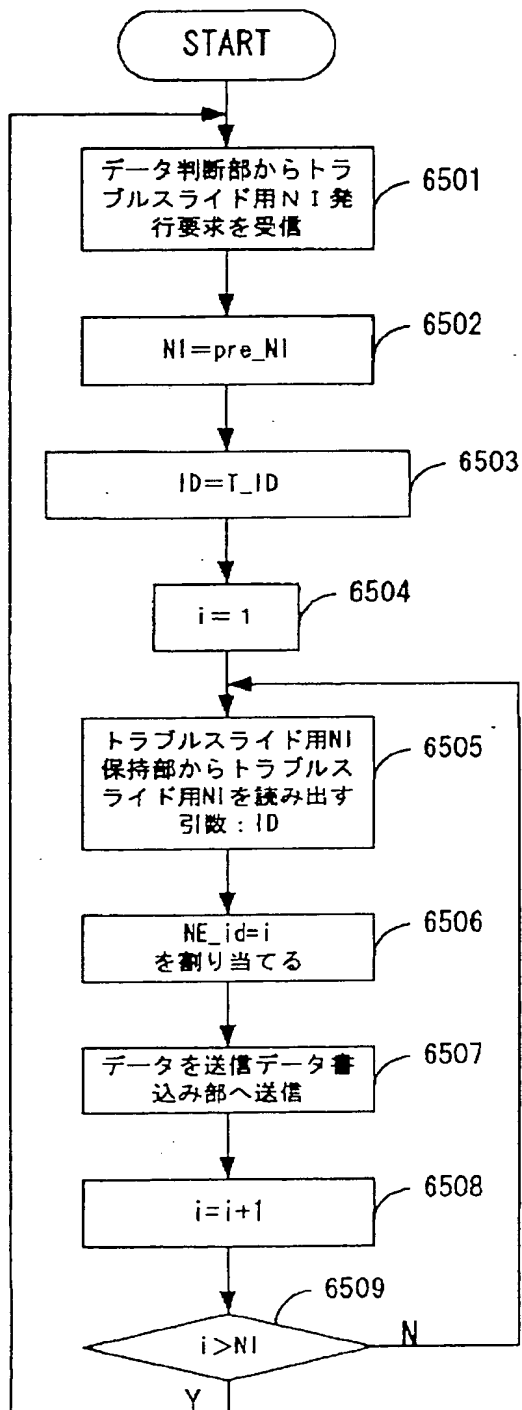 START
データ判断部からトラ
ブルスライド用NI発
行要求を受信
6501
NI=pre_NI
6502
ID=T_ID
6503
i=1
6504
トラブルスライド用NI
保持部からトラブルス
ライド用NIを読み出す
引数:ID
6505
NE_id=i
を割り当てる
6506
データを送信データ書
込み部へ送信
6507
i=i+1
6508
6509
i>NI
N
Y